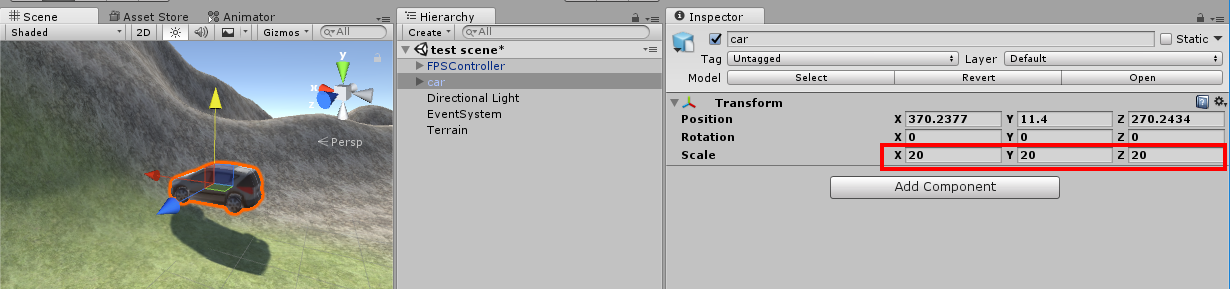 Scene
Asset Store
Animator
Shaded
2D
Gizmos
All
y
x
z
Persp
Hierarchy
Create
All
test scene*
FPSController
car
Directional Light
EventSystem
Terrain
Inspector
car
Static
Tag Untagged Layer Default
Model Select Revert Open
Transform
Position X 370.2377 Y 11.4 Z 270.2434
Rotation X 0 Y 0 Z 0
Scale X 20 Y 20 Z 20
Add Component